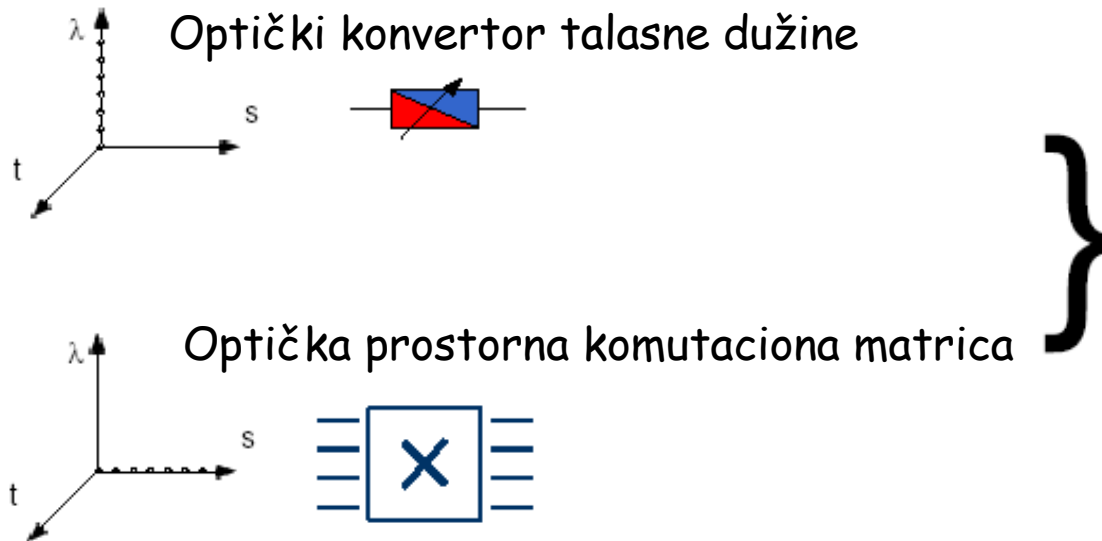 λ
Optički konvertor talasne dužine
s
t
}
λ
Optička prostorna komutaciona matrica
s
t